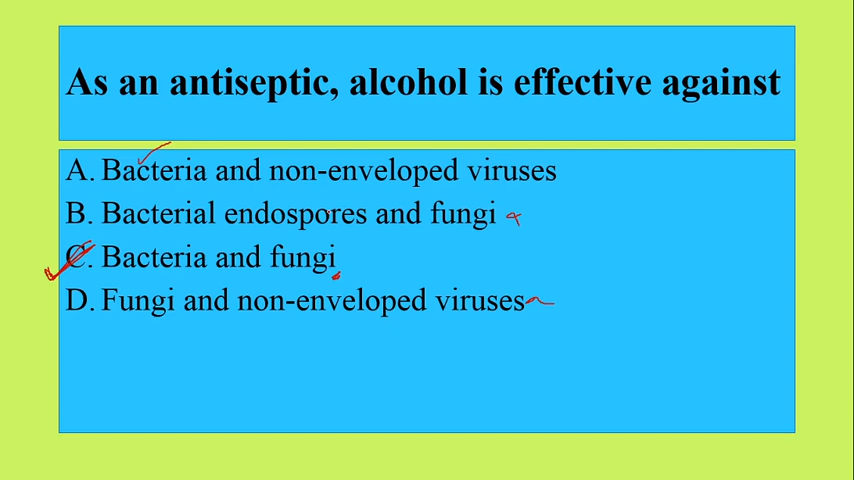 As an antiseptic, alcohol is effective against
A. Bacteria and non-enveloped viruses
B. Bacterial endospores and fungi
C. Bacteria and fungi
D. Fungi and non-enveloped viruses